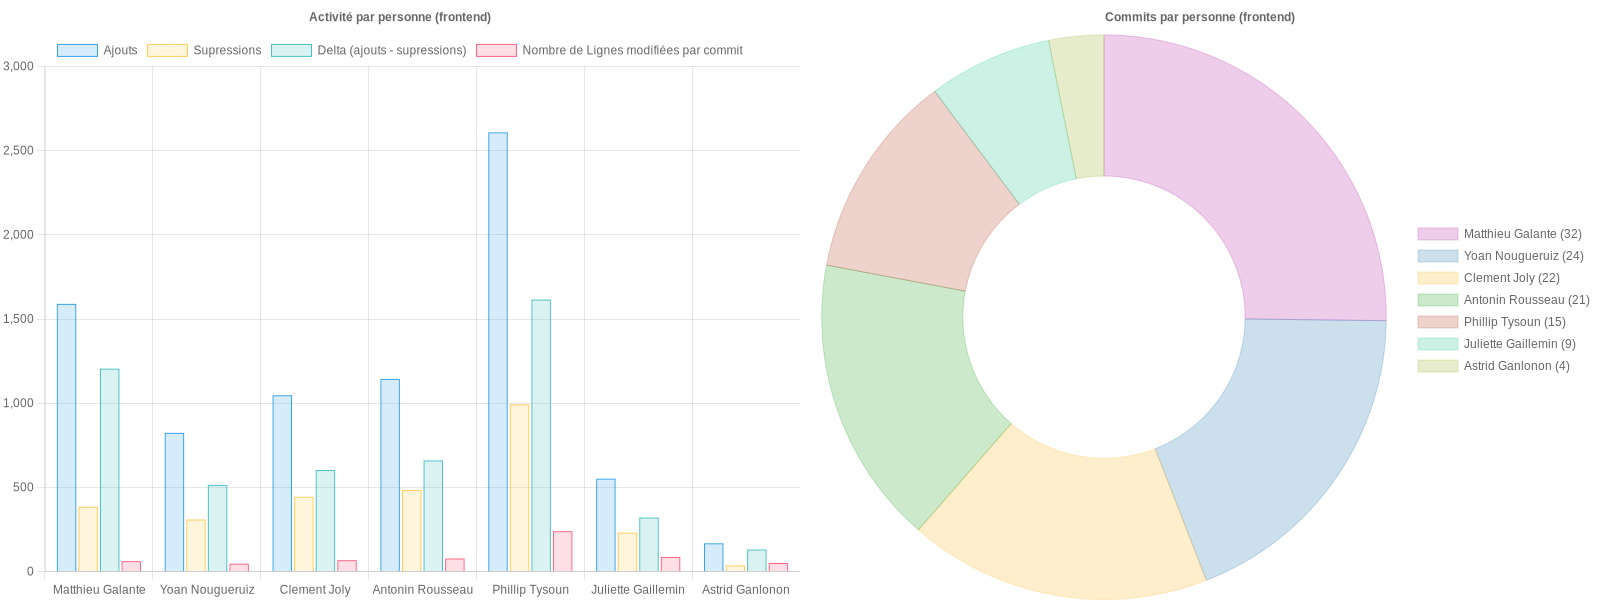 Activité par personne (frontend)
Ajouts
Supressions
Delta (ajouts - supressions)
Nombre de Lignes modifiées par commit
3,000
2,500
2,000
1,500
1,000
500
0
Matthieu Galante
Yoan Nougueruiz
Clement Joly
Antonin Rousseau
Phillip Tysoun
Juliette Gaillemin
Astrid Ganlonon
Commits par personne (frontend)
Matthieu Galante (32)
Yoan Nougueruiz (24)
Clement Joly (22)
Antonin Rousseau (21)
Phillip Tysoun (15)
Juliette Gaillemin (9)
Astrid Ganlonon (4)